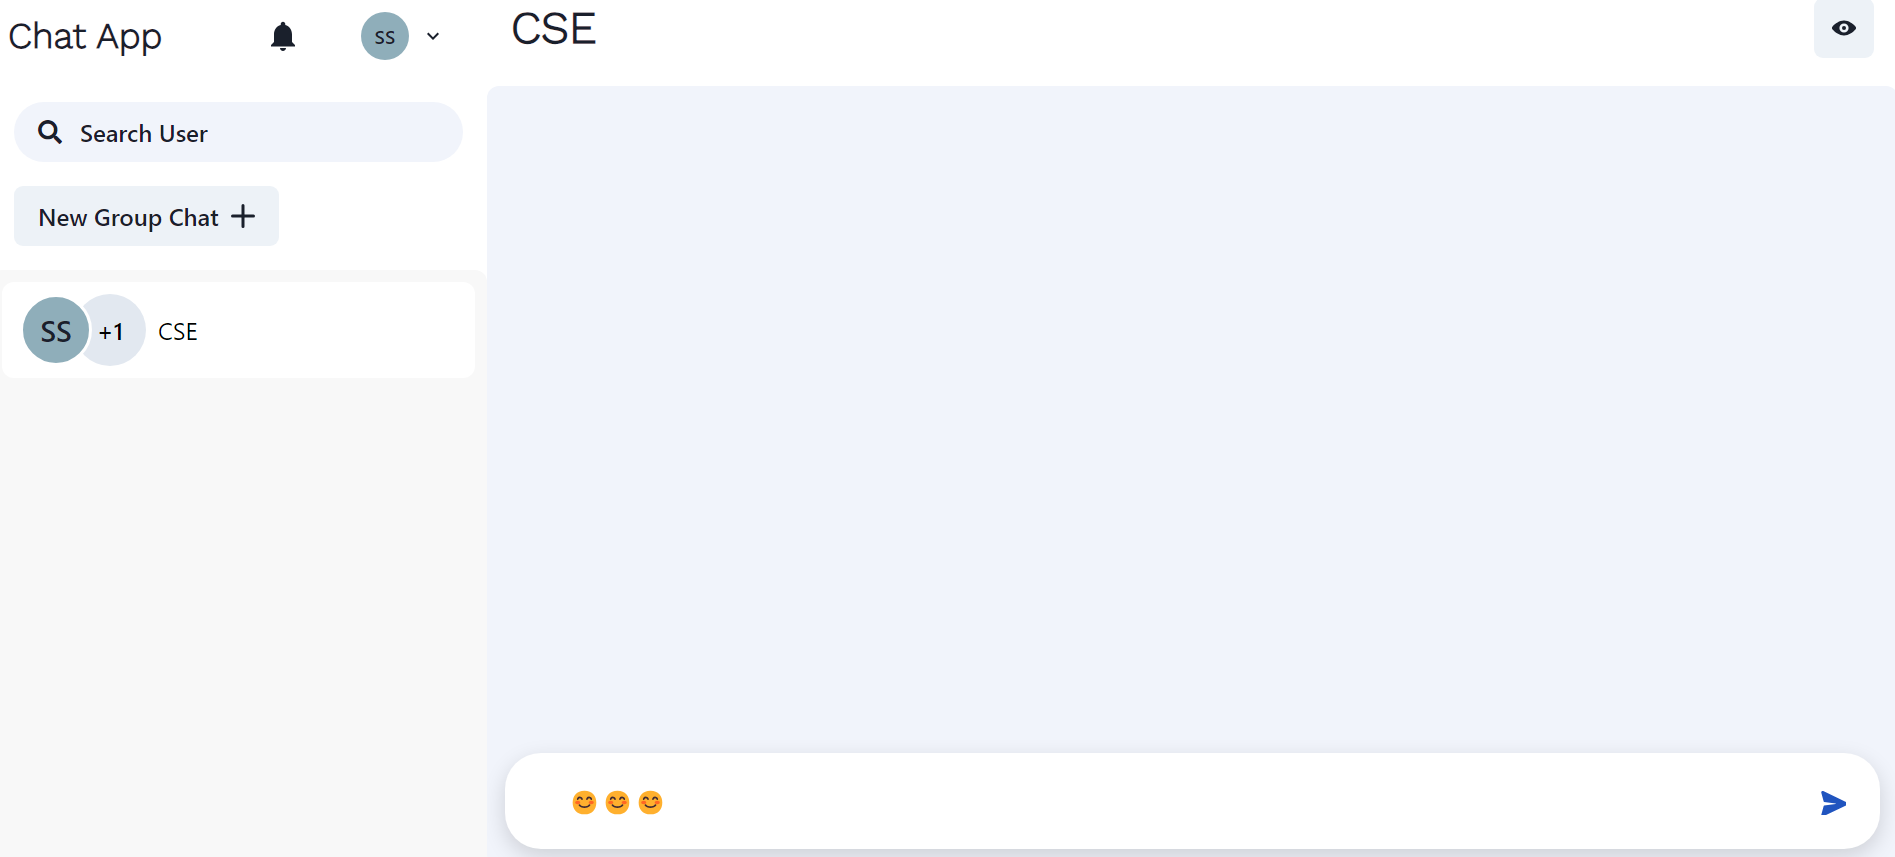 Chat App
SS
CSE
Search User
New Group Chat
SS +1 CSE
😊 😊 😊